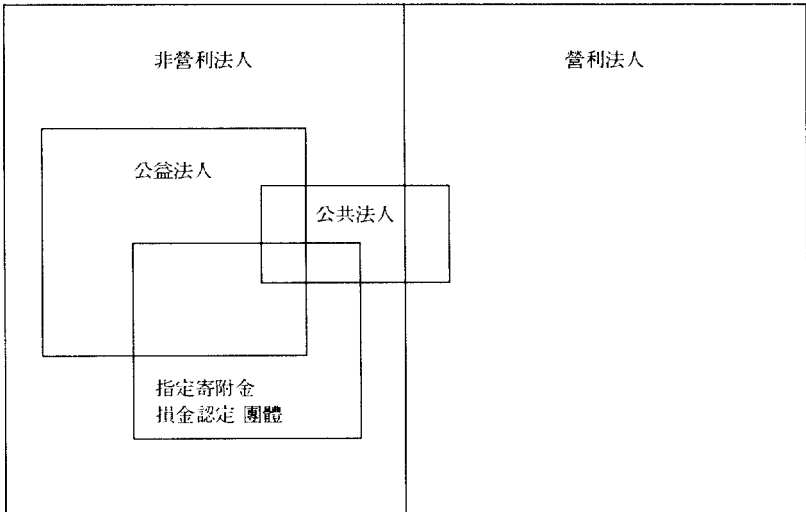 非營利法人
營利法人
公益法人
公共法人
指定寄附金
損金認定 團體